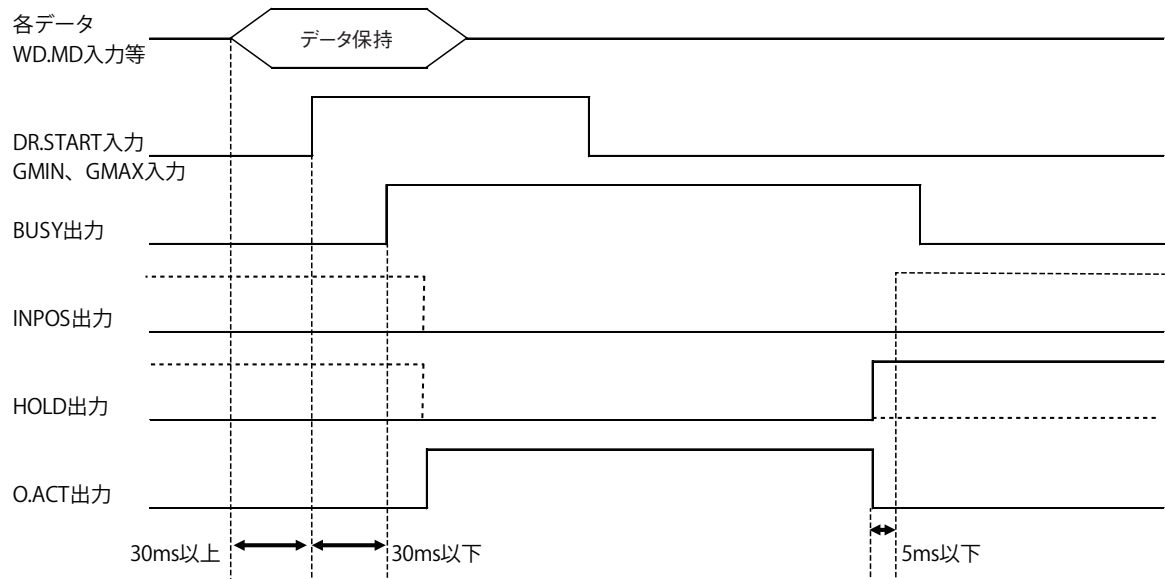 各データ
WD.MD入力等
データ保持
DR.START入力
GMIN、GMAX入力
BUSY出力
INPOS出力
HOLD出力
O.ACT出力
30ms以上
30ms以下
5ms以下